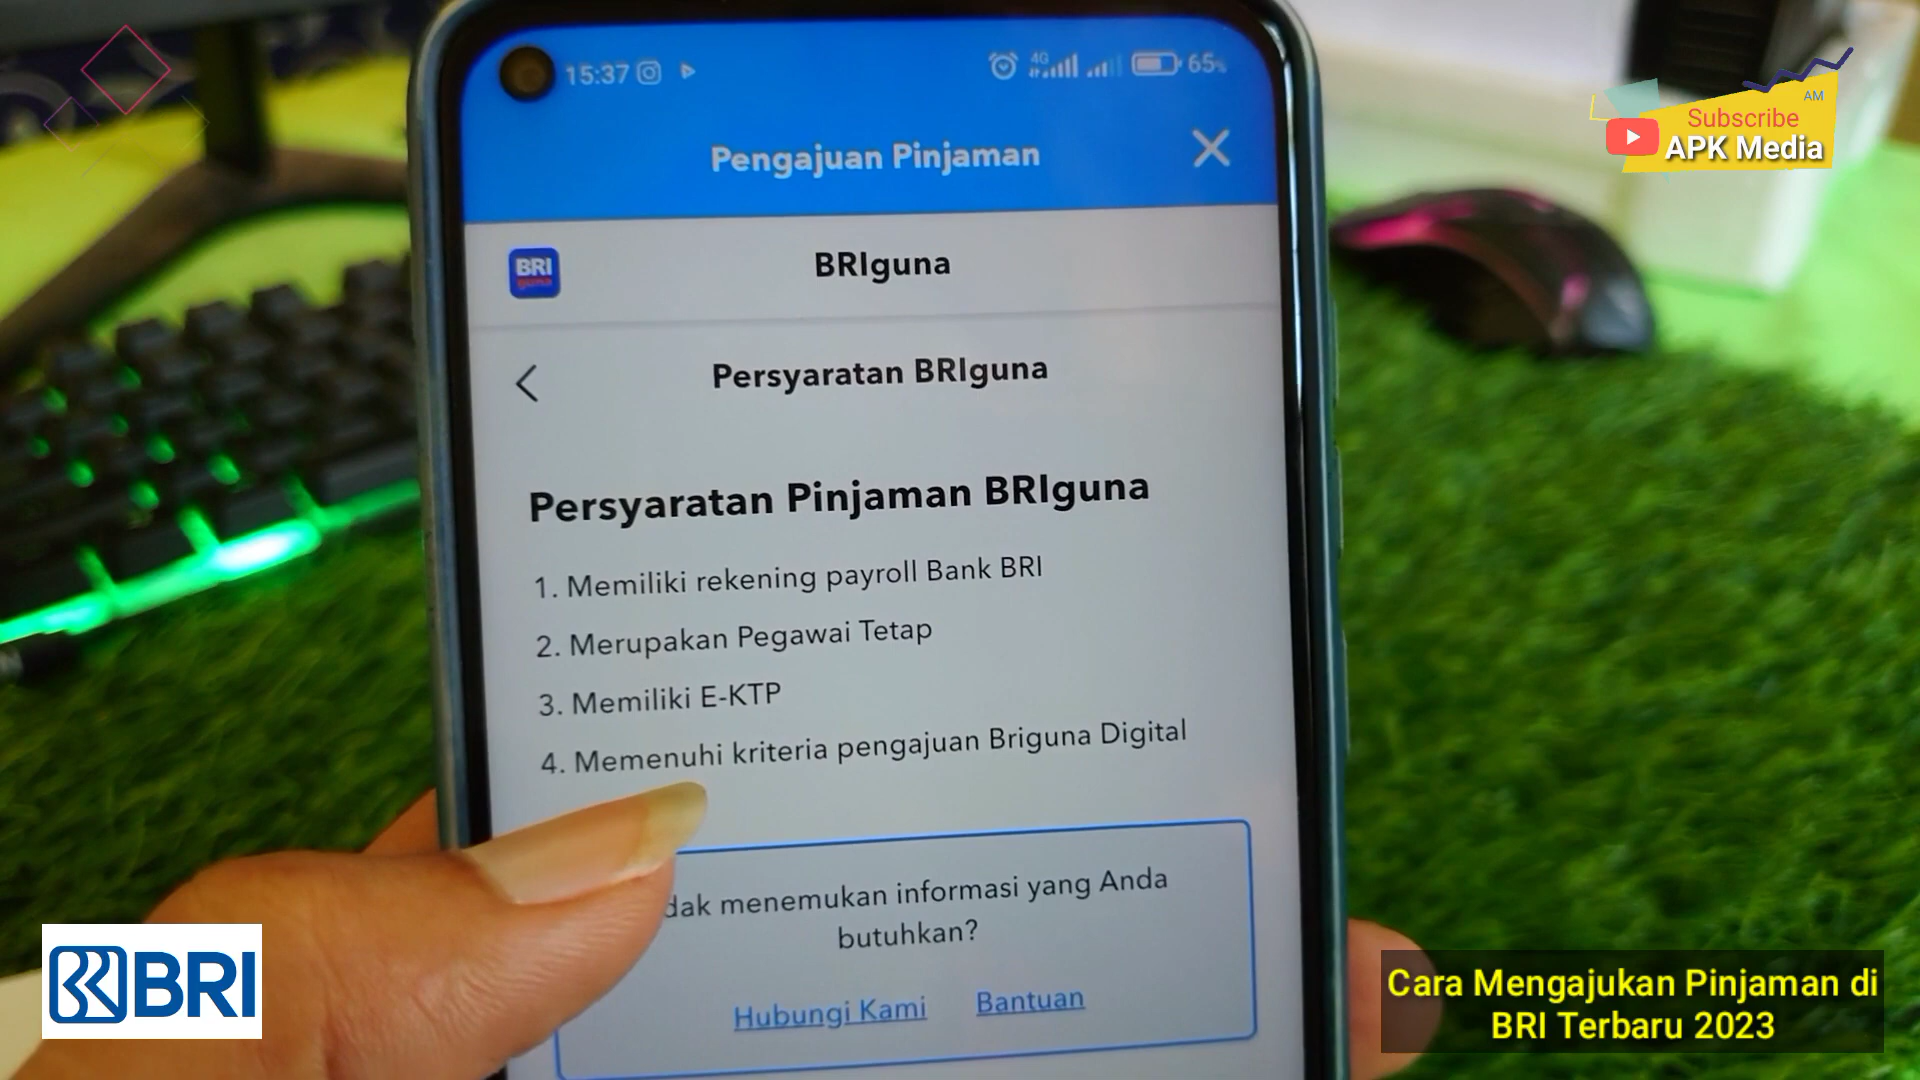 15:37
4G
65%
Pengajuan Pinjaman
AM
Subscribe
APK Media
BRI
guna
BRIguna
Persyaratan BRIguna
Persyaratan Pinjaman BRIguna
1. Memiliki rekening payroll Bank BRI
2. Merupakan Pegawai Tetap
3. Memiliki E-KTP
4. Memenuhi kriteria pengajuan Briguna Digital
dak menemukan informasi yang Anda
butuhkan?
Hubungi Kami Bantuan
BRI
Cara Mengajukan Pinjaman di
BRI Terbaru 2023